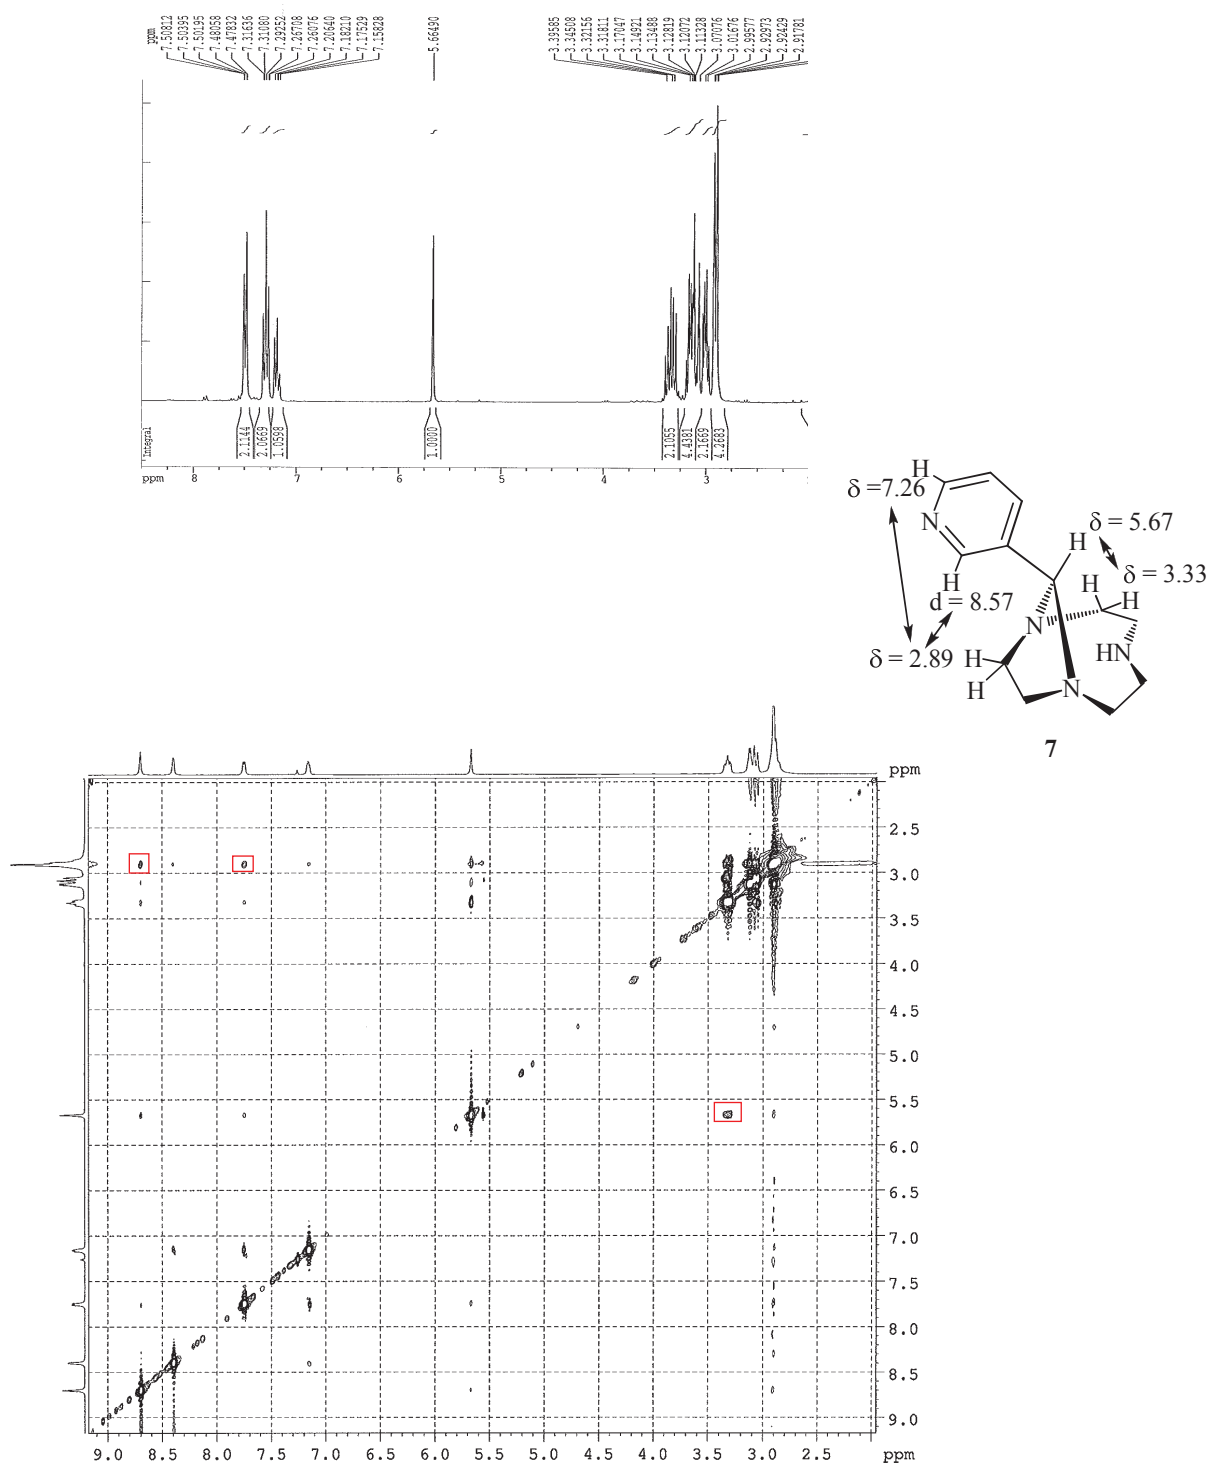 ppm
7.50812
7.50395
7.50195
7.48058
7.47832
7.31636
7.31080
7.29252
7.26708
7.26076
7.20640
7.18210
7.17529
7.15828
5.66490
3.39585
3.34508
3.32156
3.31811
3.17047
3.14921
3.13488
3.12819
3.12072
3.11328
3.07076
3.01676
2.99577
2.92973
2.92429
2.91781
Integral
2.1144
2.0669
1.0598
1.0000
2.1055
4.4381
2.1669
4.2683
ppm 8 7 6 5 4 3
H
δ =7.26
N
H
δ = 5.67
H
δ = 3.33
H
d = 8.57
H
H
N
HN
δ = 2.89 H
H
N
7
ppm
2.5
3.0
3.5
4.0
4.5
5.0
5.5
6.0
6.5
7.0
7.5
8.0
8.5
9.0
9.0 8.5 8.0 7.5 7.0 6.5 6.0 5.5 5.0 4.5 4.0 3.5 3.0 2.5 ppm